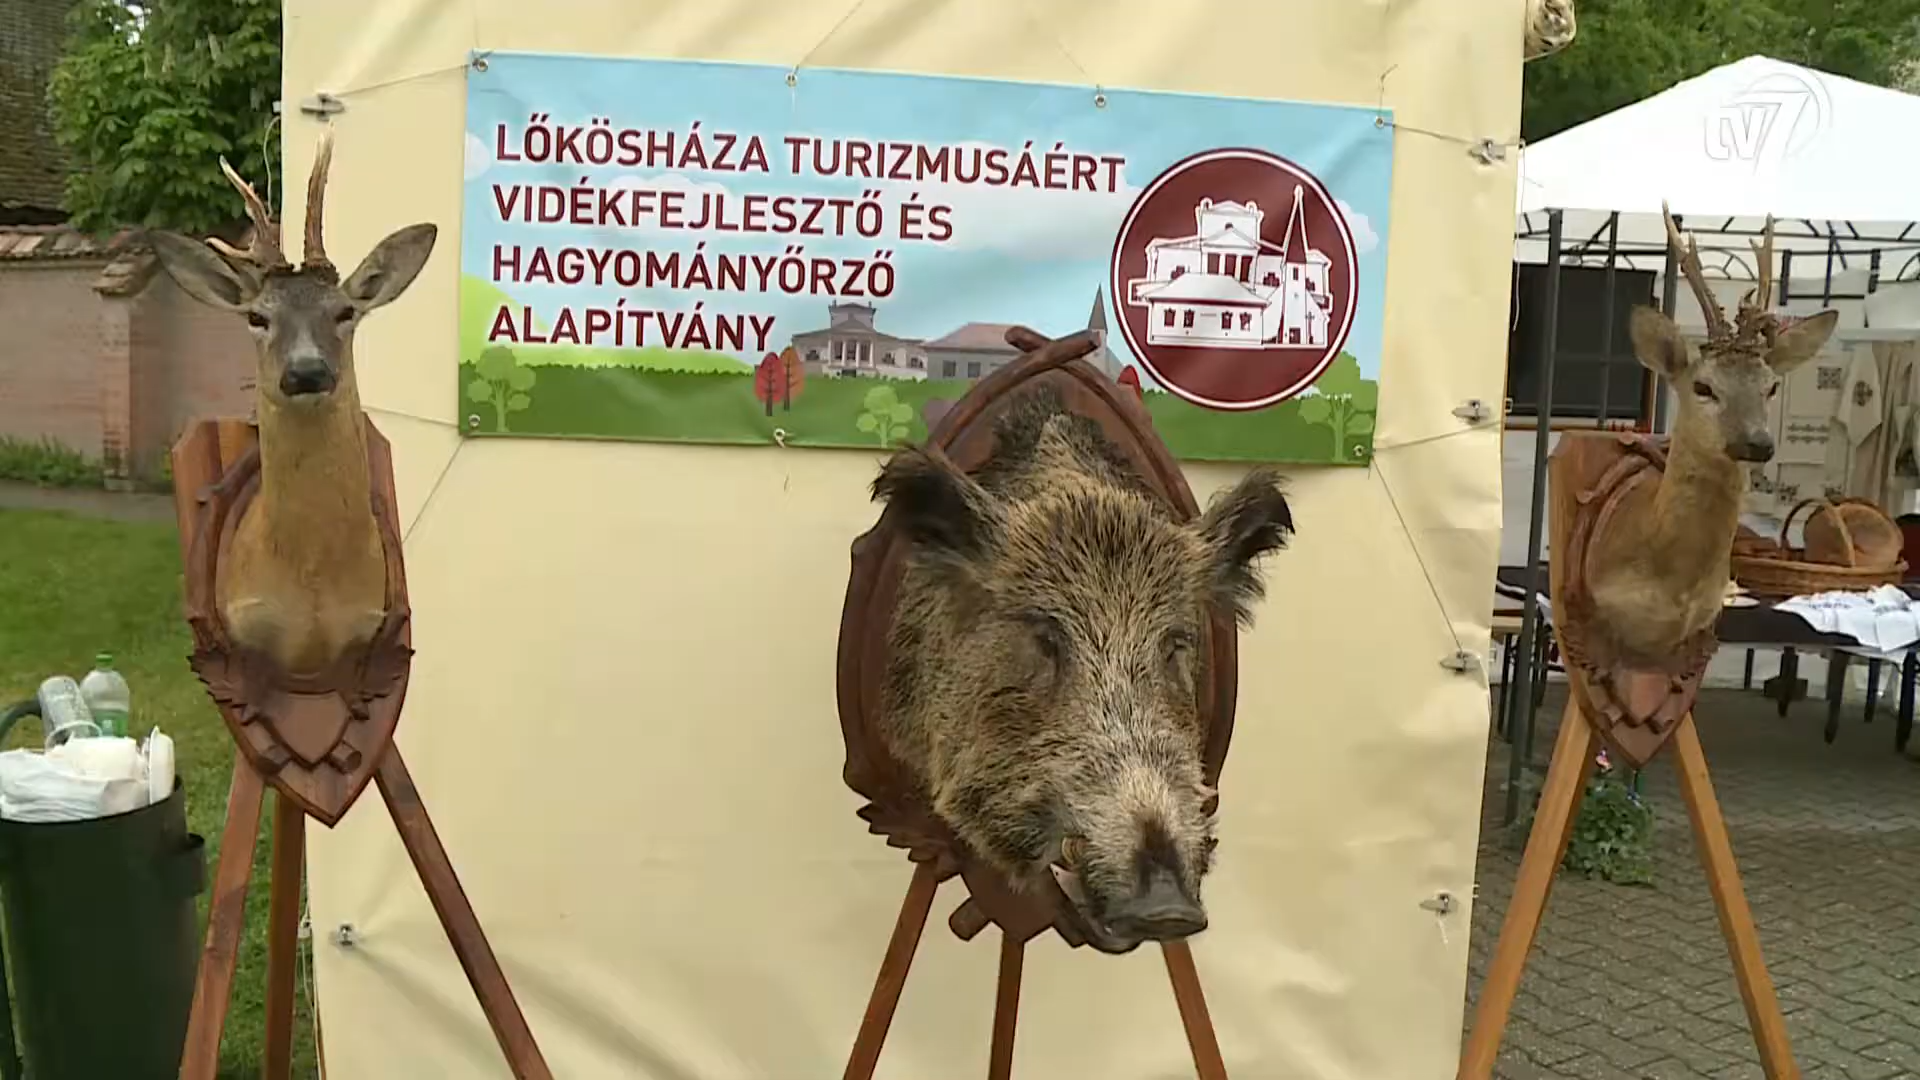 LŐKÖSHÁZA TURIZMUSÁÉRT
VIDÉKFEJLESZTŐ ÉS
HAGYOMÁNYŐRZŐ
ALAPÍTVÁNY
tv7